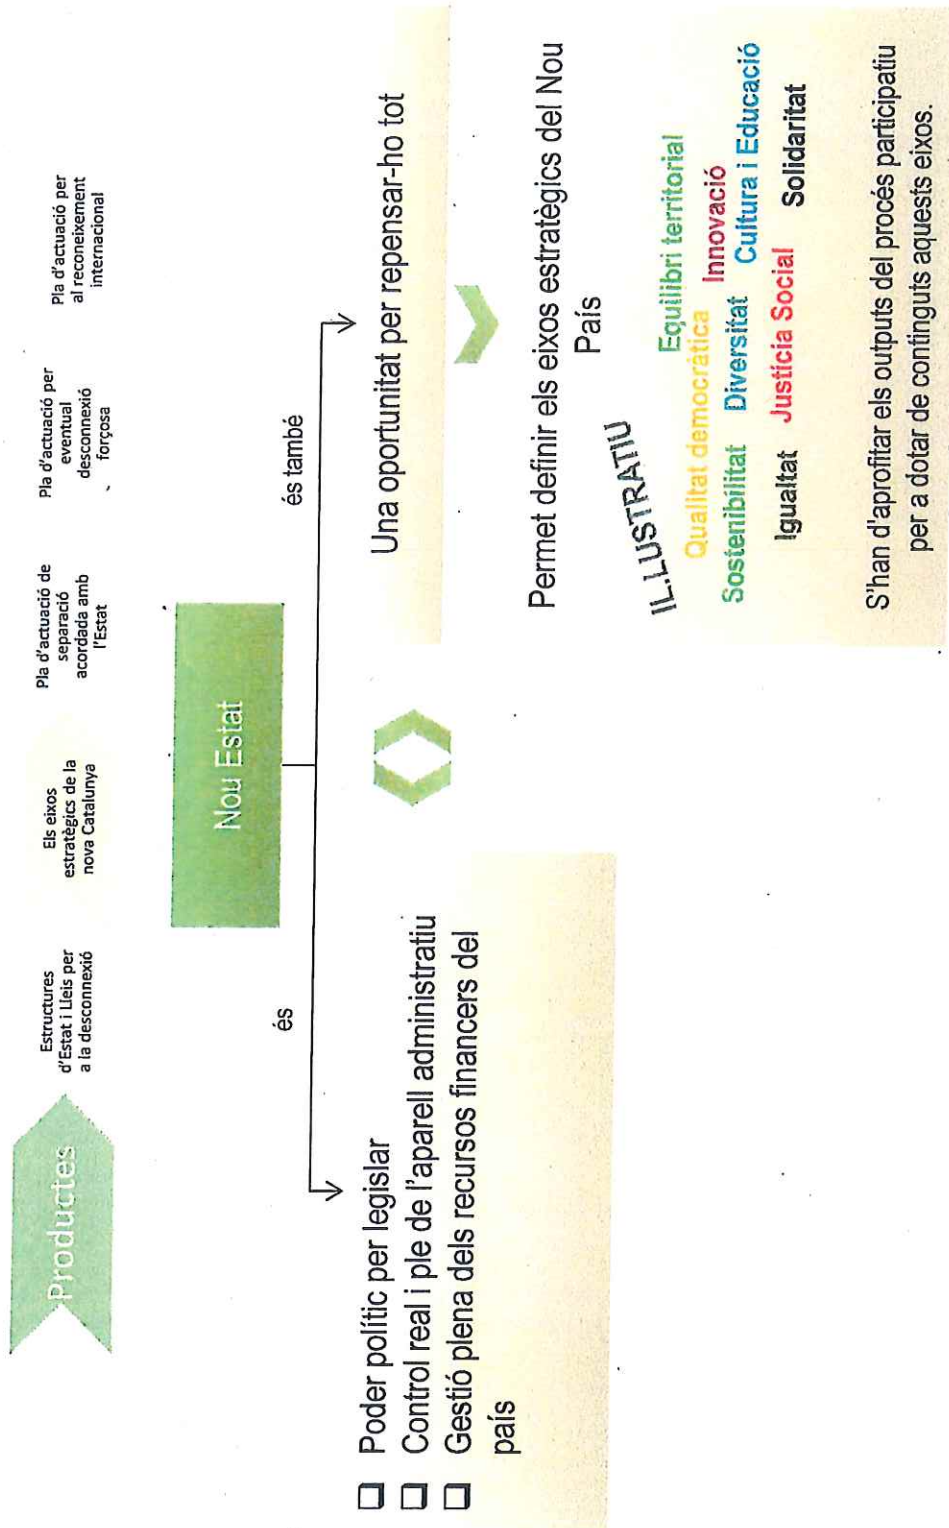 Productes
Estructures
d'Estat i Lleis per
a la desconnexió
Els eixos
estratègics de la
nova Catalunya
Pla d'actuació de
separació
acordada amb
l'Estat
Pla d'actuació per
eventual
desconnexió
forçosa
Pla d'actuació per
al reconeixement
internacional
Nou Estat
és
és també
Poder polític per legislar
Control real i ple de l'aparell administratiu
Gestió plena dels recursos financers del
país
Una oportunitat per repensar-ho tot
Permet definir els eixos estratègics del Nou
País
IL.LUSTRATIU
Equilibri territorial
Qualitat democràtica
Innovació
Sostenibilitat
Diversitat
Cultura i Educació
Igualtat
Justícia Social
Solidaritat
S'han d'aprofitar els outputs del procés participatiu
per a dotar de continguts aquests eixos.